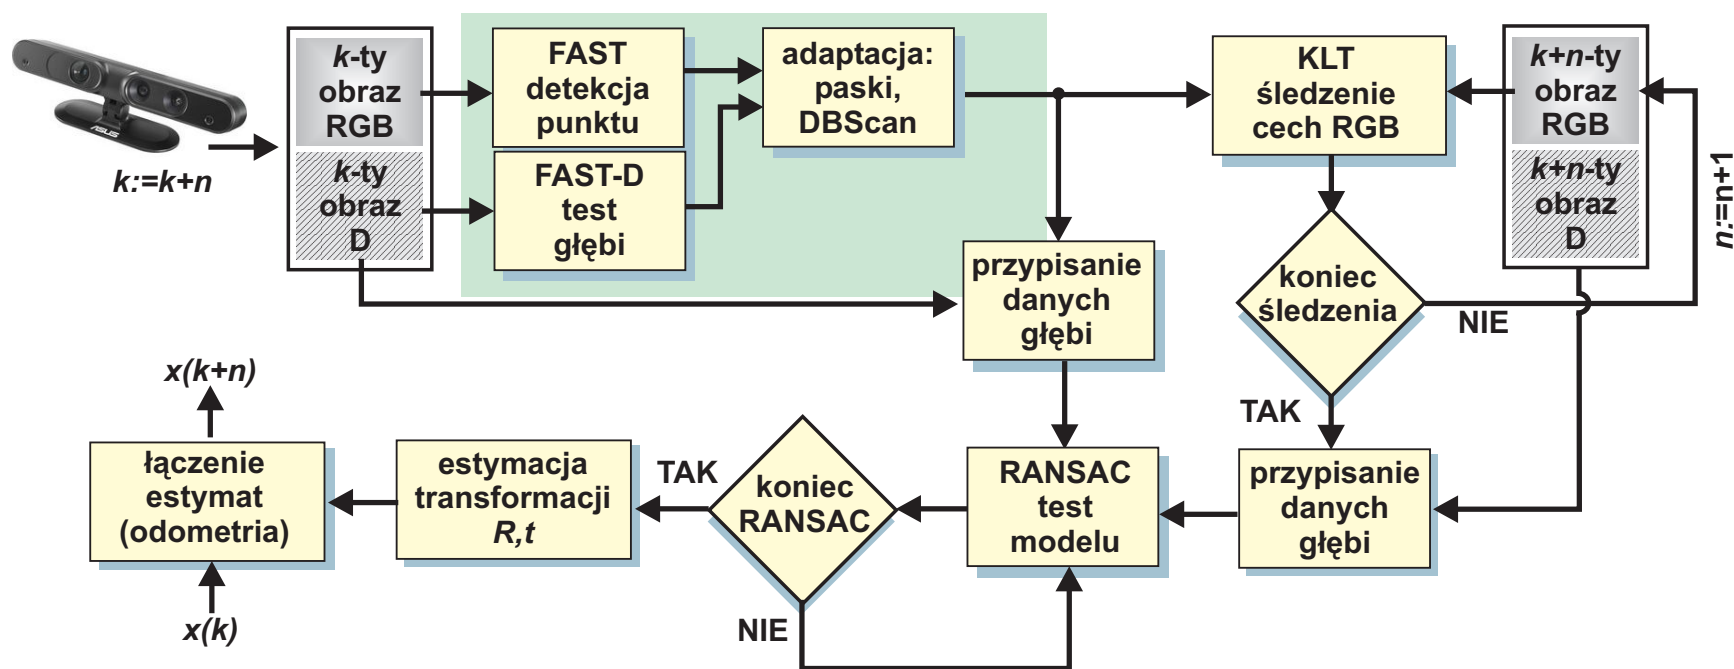 ASUS
k:=k+n
k-ty
obraz
RGB
k-ty
obraz
D
FAST
detekcja
punktu
FAST-D
test
głębi
adaptacja:
paski,
DBScan
KLT
śledzenie
cech RGB
k+n-ty
obraz
RGB
k+n-ty
obraz
D
n:=n+1
przypisanie
danych
głębi
koniec
śledzenia
NIE
TAK
x(k+n)
łączenie
estymat
(odometria)
x(k)
estymacja
transformacji
R,t
TAK
koniec
RANSAC
NIE
RANSAC
test
modelu
przypisanie
danych
głębi